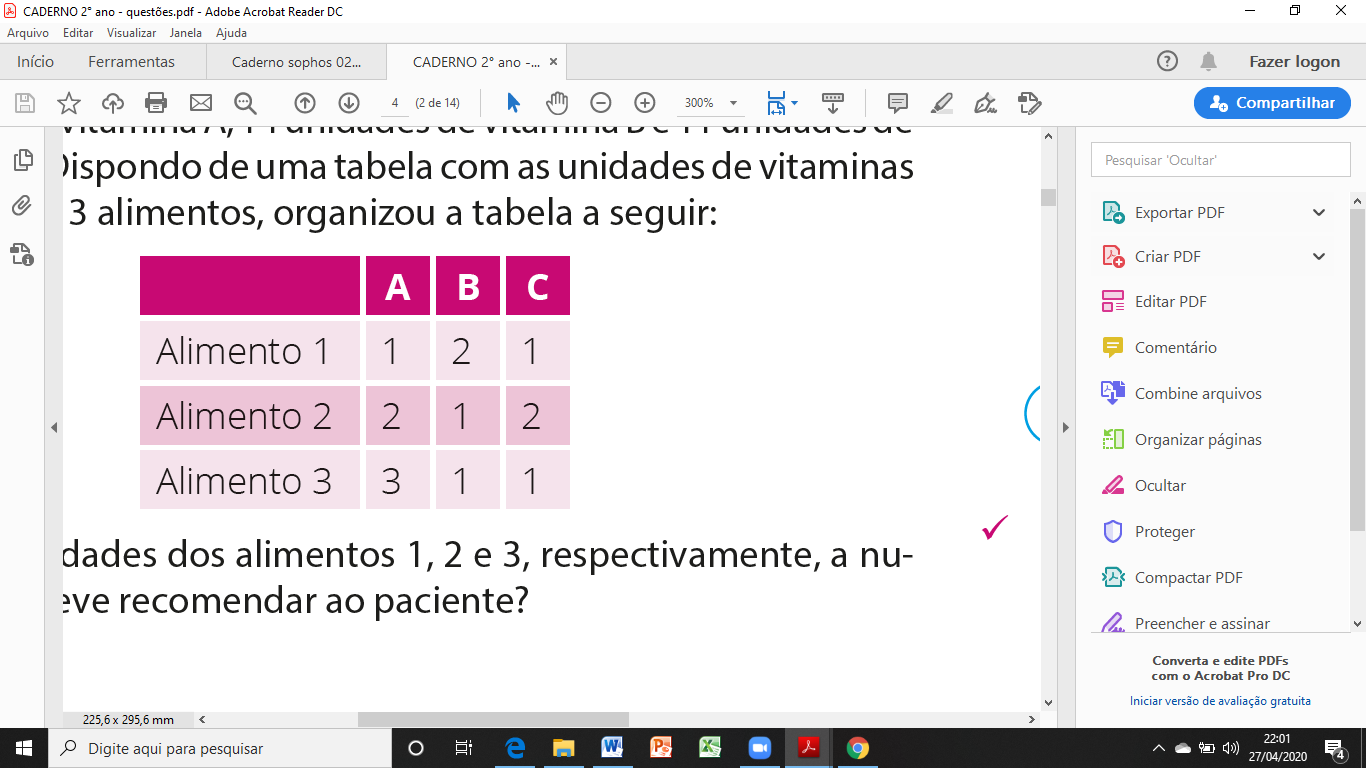 CADERNO 2° ano - questões.pdf - Adobe Acrobat Reader DC
Arquivo Editar Visualizar Janela Ajuda
Início Ferramentas Caderno sophos 02... CADERNO 2° ano -... × Fazer logon
4 (2 de 14) 300% Compartilhar
Dispondo de uma tabela com as unidades de vitaminas
3 alimentos, organizou a tabela a seguir:
A B C
Alimento 1 1 2 1
Alimento 2 2 1 2
Alimento 3 3 1 1
dades dos alimentos 1, 2 e 3, respectivamente, a nu-
eve recomendar ao paciente?
225,6 x 295,6 mm
Pesquisar 'Ocultar'
Exportar PDF
Criar PDF
Editar PDF
Comentário
Combine arquivos
Organizar páginas
Ocultar
Proteger
Compactar PDF
Preencher e assinar
Converta e edite PDFs
com o Acrobat Pro DC
Iniciar versão de avaliação gratuita
Digite aqui para pesquisar
22:01
27/04/2020
4